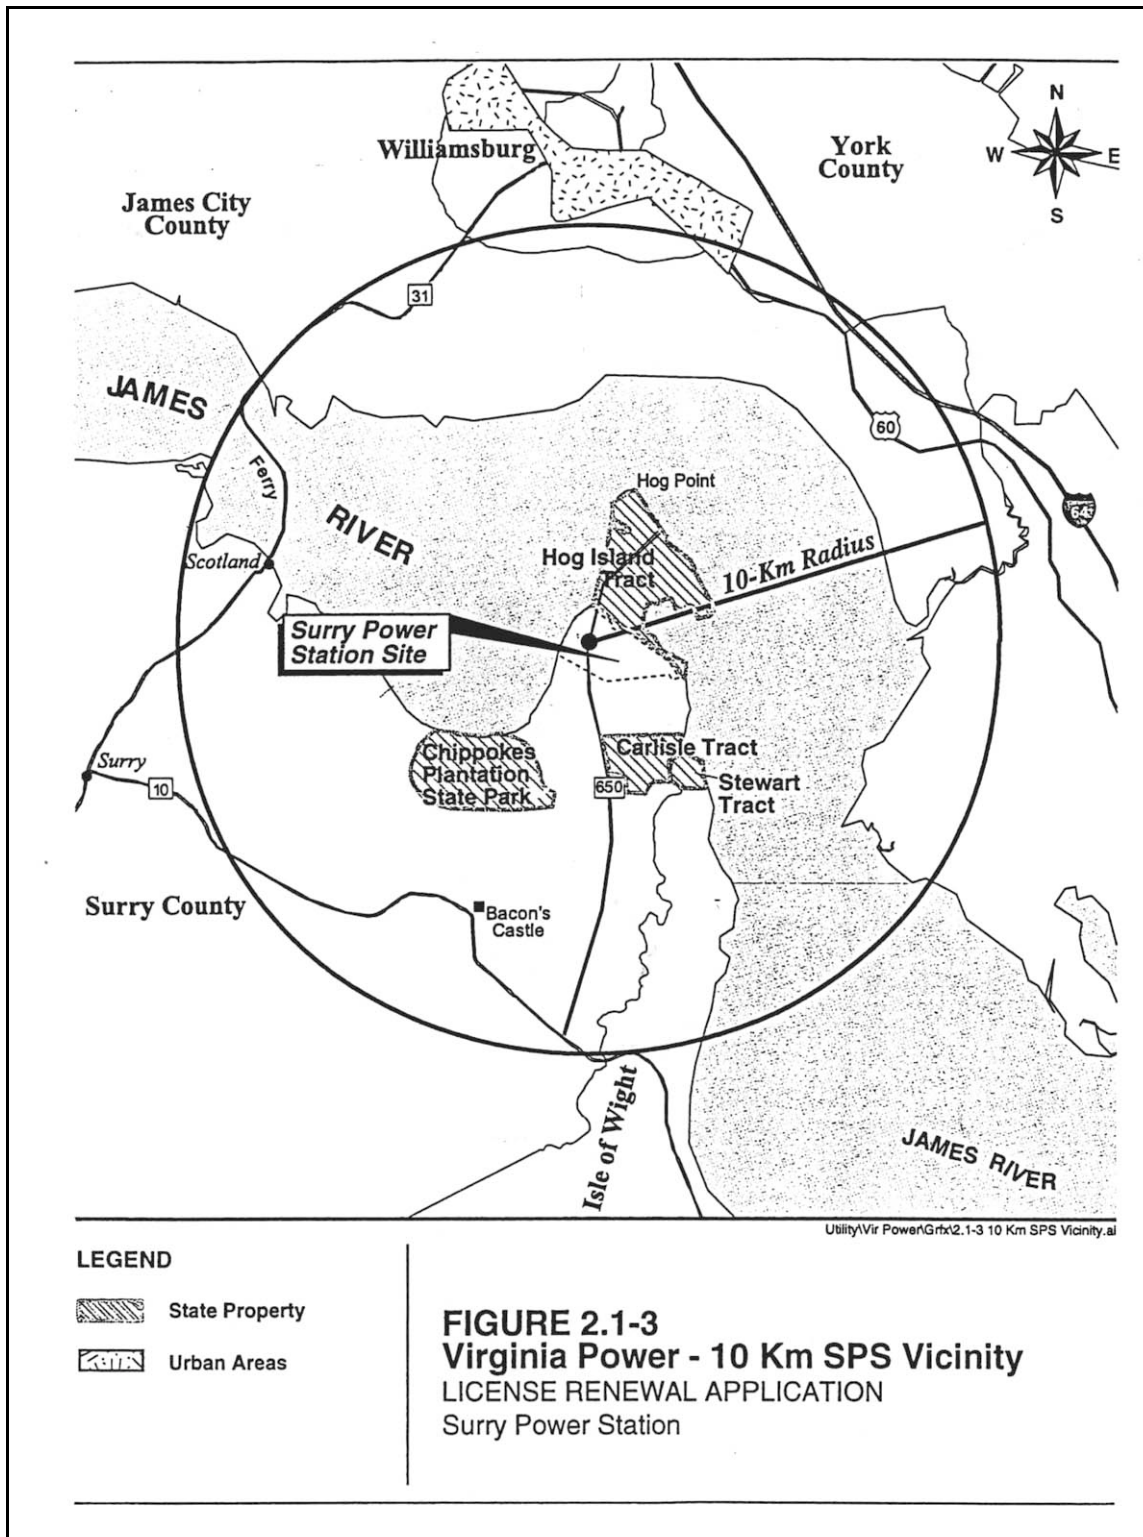 N
W E
S
Williamsburg
York
County
James City
County
31
JAMES
RIVER
Ferry
60
64
Hog Point
Hog Island
Tract
10-Km Radius
Scotland
Surry Power
Station Site
Surry
10
Chippokes
Plantation
State Park
Carlisle Tract
650
Stewart
Tract
Surry County
Bacon's
Castle
Isle of Wight
JAMES RIVER
Utility\Vir Power\Grfx\2.1-3 10 Km SPS Vicinity.ai
LEGEND
State Property
Urban Areas
FIGURE 2.1-3
Virginia Power - 10 Km SPS Vicinity
LICENSE RENEWAL APPLICATION
Surry Power Station